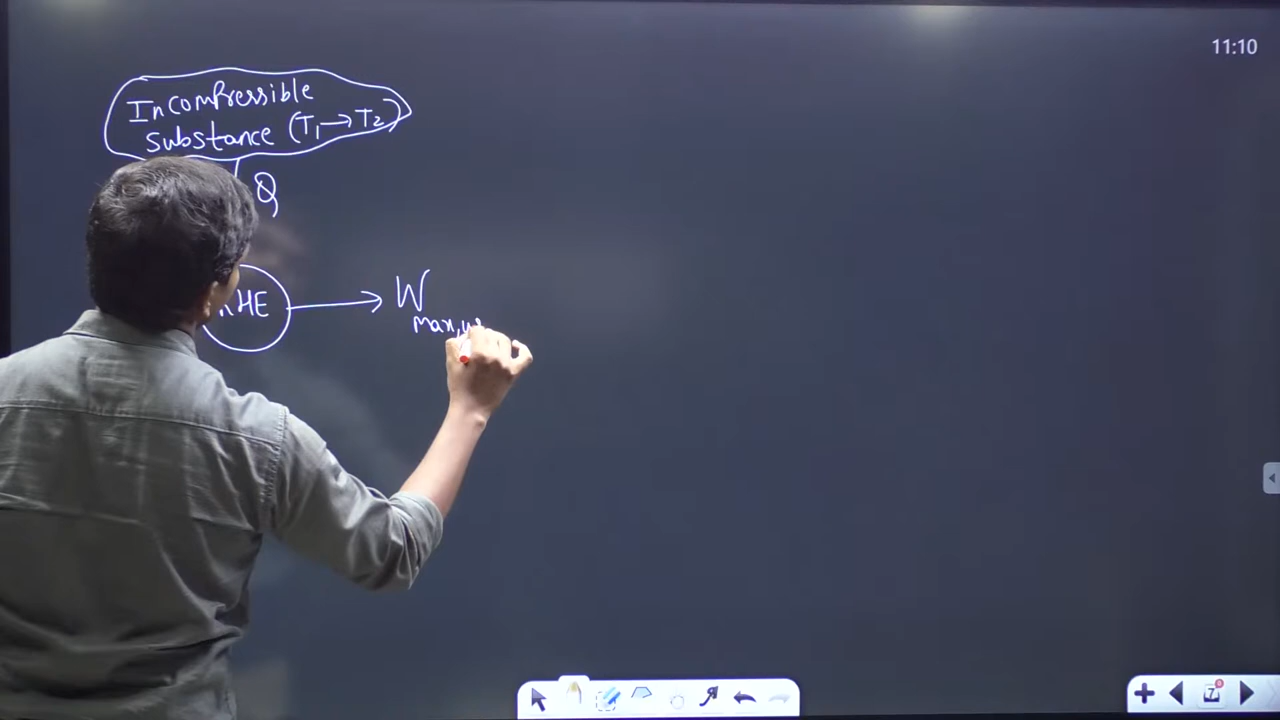 11:10
Incompressible
substance (T1→T2)
Q
HE
W
max,